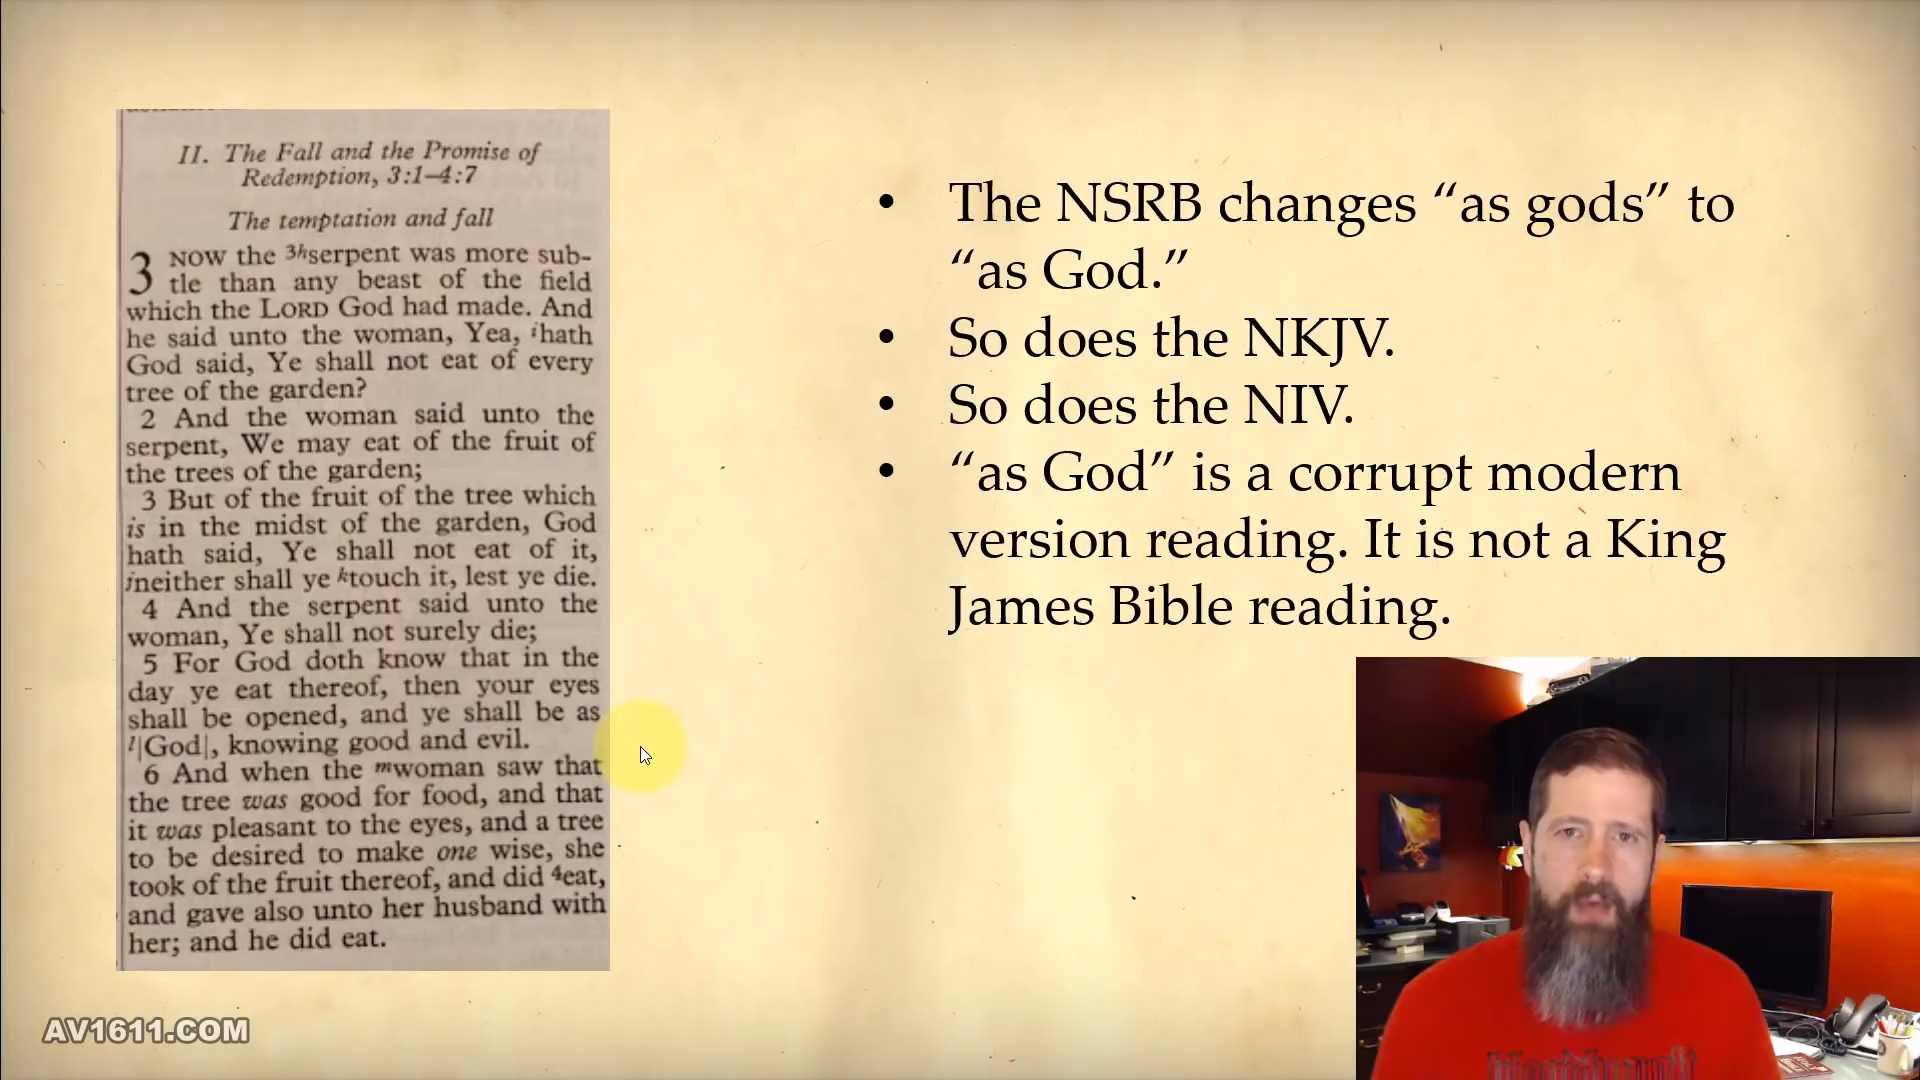 II. The Fall and the Promise of
Redemption, 3:1–4:7
The temptation and fall
3 NOW the 3hserpent was more sub-
tle than any beast of the field
which the LORD God had made. And
he said unto the woman, Yea, ihath
God said, Ye shall not eat of every
tree of the garden?
2 And the woman said unto the
serpent, We may eat of the fruit of
the trees of the garden;
3 But of the fruit of the tree which
is in the midst of the garden, God
hath said, Ye shall not eat of it,
jneither shall ye ktouch it, lest ye die.
4 And the serpent said unto the
woman, Ye shall not surely die;
5 For God doth know that in the
day ye eat thereof, then your eyes
shall be opened, and ye shall be as
l|God|, knowing good and evil.
6 And when the mwoman saw that
the tree was good for food, and that
it was pleasant to the eyes, and a tree
to be desired to make one wise, she
took of the fruit thereof, and did 4eat,
and gave also unto her husband with
her; and he did eat.
• The NSRB changes “as gods” to
“as God.”
• So does the NKJV.
• So does the NIV.
• “as God” is a corrupt modern
version reading. It is not a King
James Bible reading.
AV1611.COM